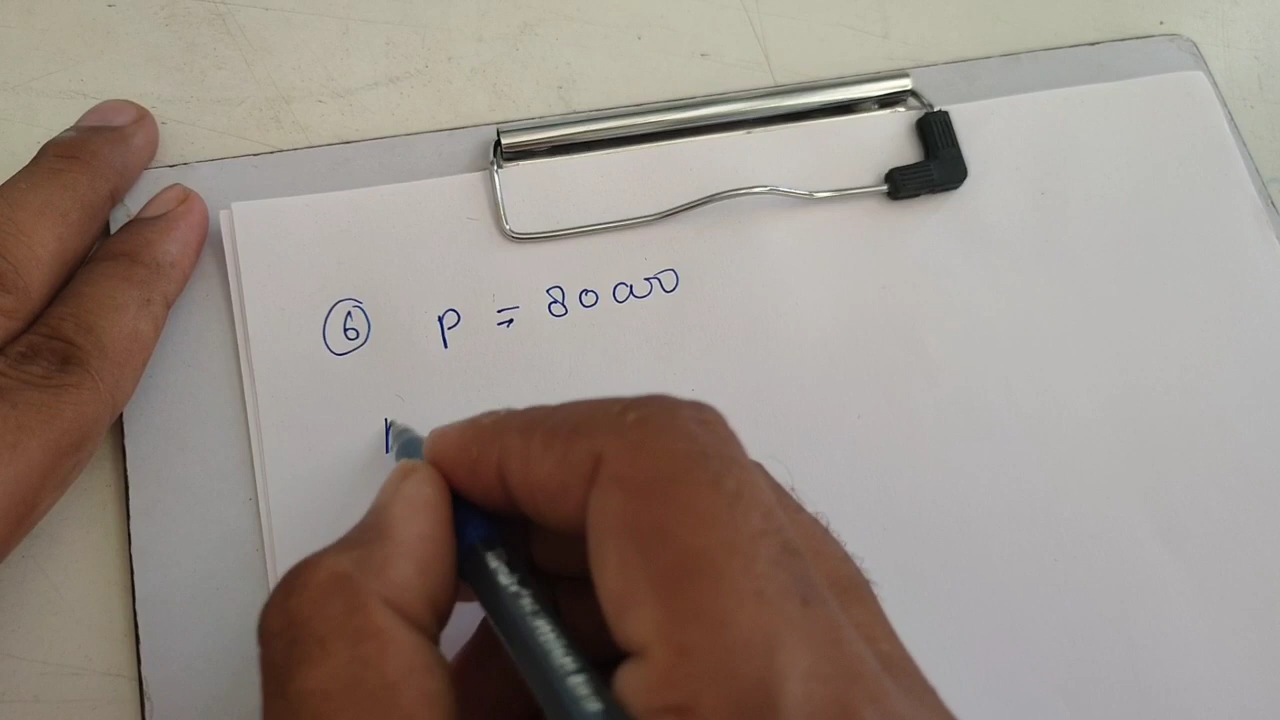 ⑥ P = 80000